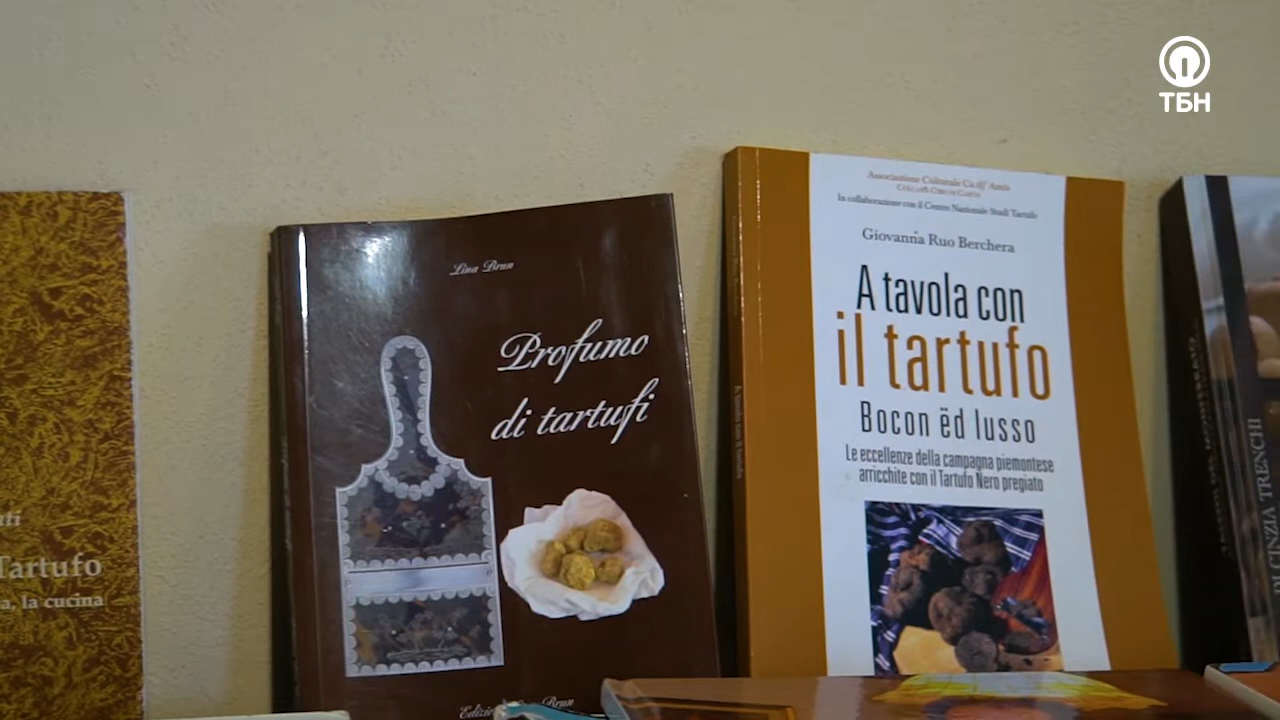 ТБН
Tartufo
a, la cucina
Lina Brun
Profumo
di tartufi
Brun
Associazione Culturale Ca dj' Amis
In collaborazione con il Centro Nazionale Studi Tartufo
Giovanna Ruo Berchera
A tavola con
il tartufo
Bocon ëd lusso
Le eccellenze della campagna piemontese
arricchite con il Tartufo Nero pregiato
CINZIA TRENCHI